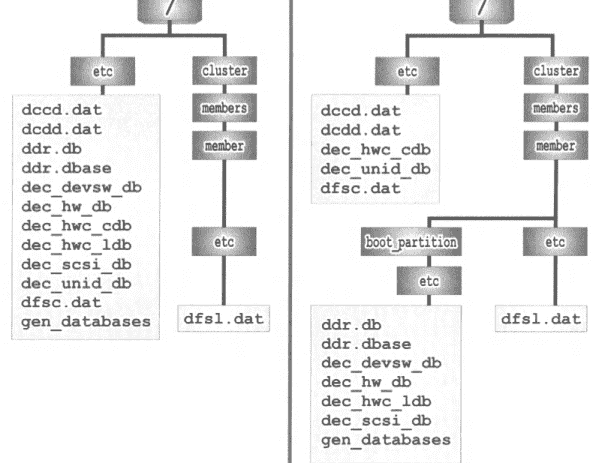 /
etc
cluster
members
member
dccd.dat
dcdd.dat
ddr.db
ddr.dbase
dec_devsw_db
dec_hw_db
dec_hwc_cdb
dec_hwc_ldb
dec_scsi_db
dec_unid_db
dfsc.dat
gen_databases
etc
dfsl.dat
/
etc
cluster
members
member
dccd.dat
dcdd.dat
dec_hwc_cdb
dec_unid_db
dfsc.dat
boot_partition
etc
etc
ddr.db
ddr.dbase
dec_devsw_db
dec_hw_db
dec_hwc_ldb
dec_scsi_db
gen_databases
dfsl.dat